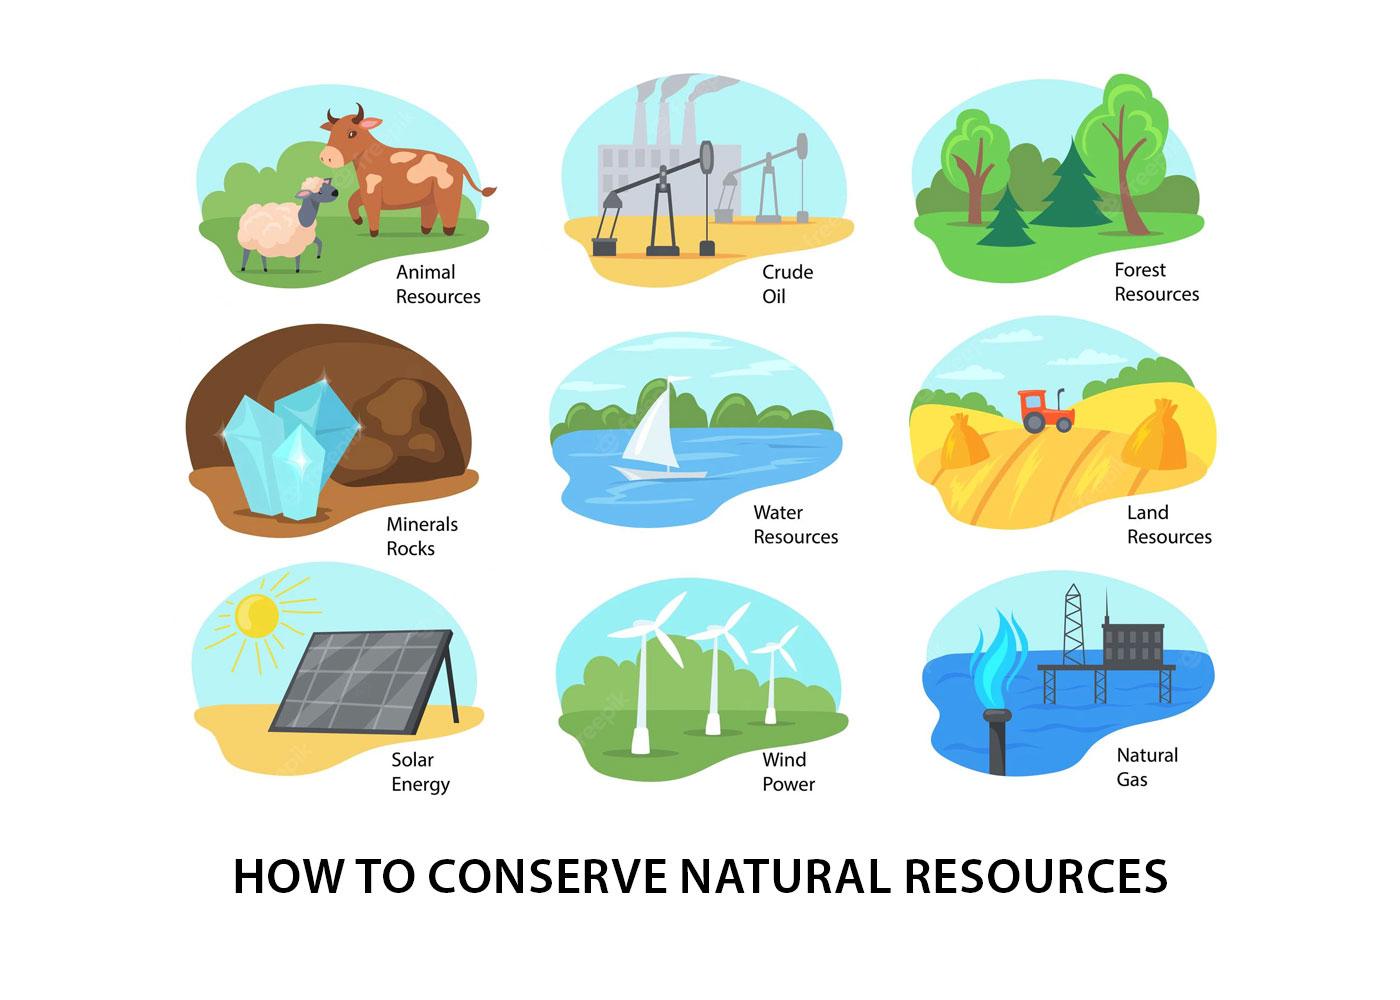 Animal
Resources
Crude
Oil
Forest
Resources
Minerals
Rocks
Water
Resources
Land
Resources
Solar
Energy
Wind
Power
Natural
Gas
HOW TO CONSERVE NATURAL RESOURCES